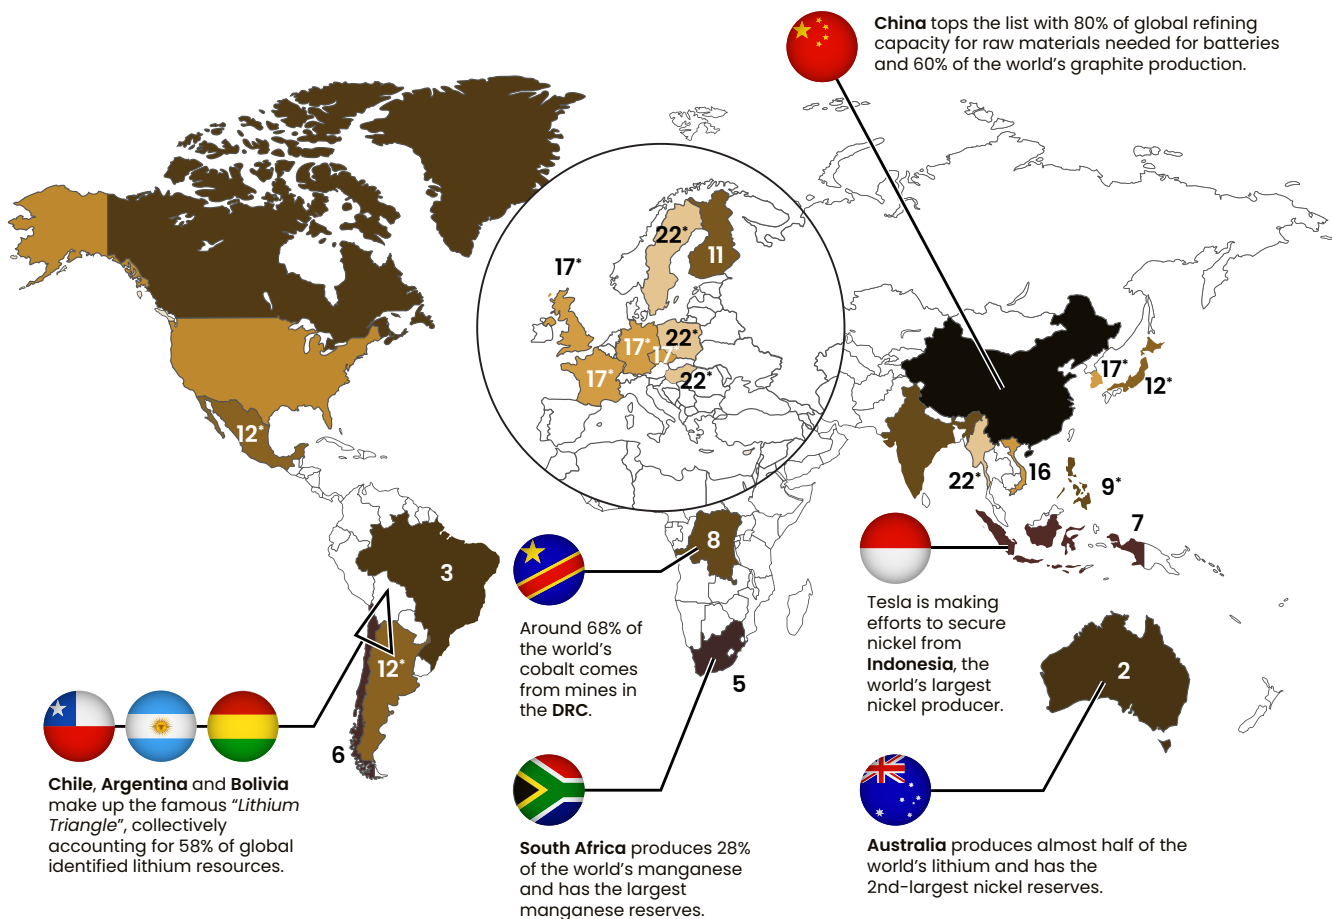 China tops the list with 80% of global refining
capacity for raw materials needed for batteries
and 60% of the world’s graphite production.
22*
11
17*
17*
22*
17*
17*
22*
12*
17*
12*
22*
16
9*
7
3
8
12*
5
2
6
Around 68% of
the world’s
cobalt comes
from mines in
the DRC.
Tesla is making
efforts to secure
nickel from
Indonesia, the
world’s largest
nickel producer.
Chile, Argentina and Bolivia
make up the famous “Lithium
Triangle”, collectively
accounting for 58% of global
identified lithium resources.
South Africa produces 28%
of the world’s manganese
and has the largest
manganese reserves.
Australia produces almost half of the
world’s lithium and has the
2nd-largest nickel reserves.